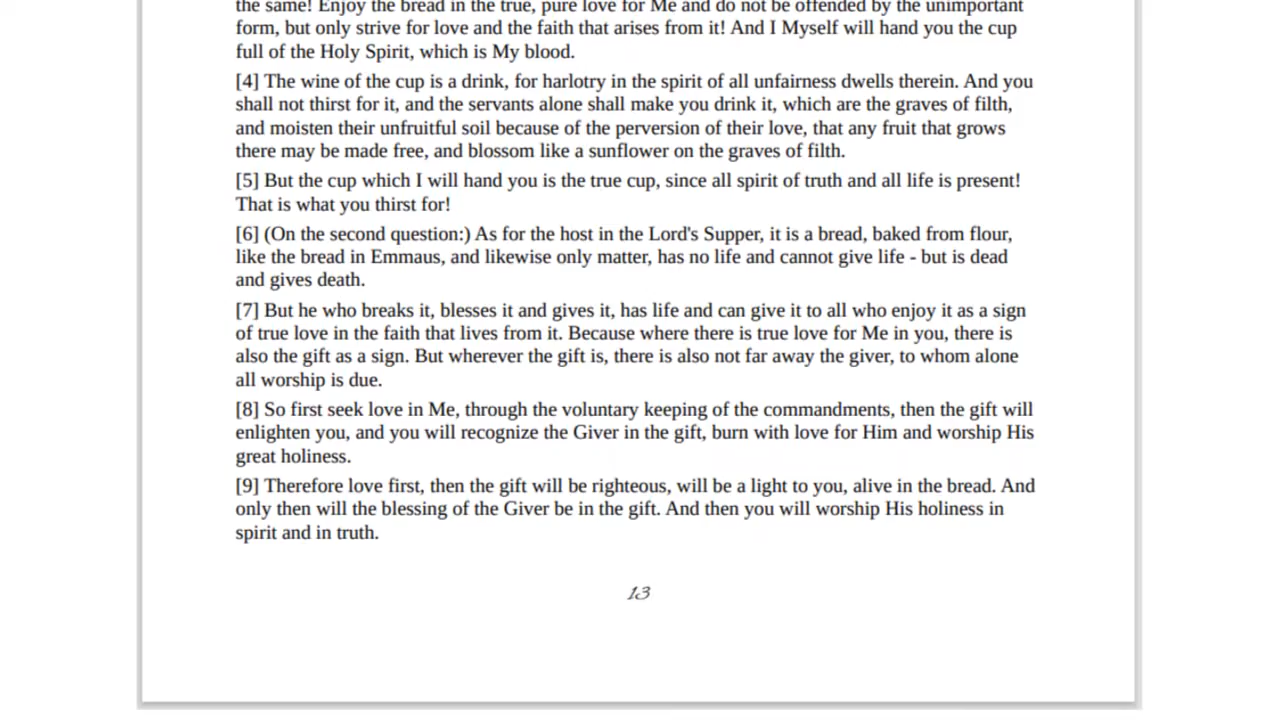 the same! Enjoy the bread in the true, pure love for Me and do not be offended by the unimportant
form, but only strive for love and the faith that arises from it! And I Myself will hand you the cup
full of the Holy Spirit, which is My blood.
[4] The wine of the cup is a drink, for harlotry in the spirit of all unfairness dwells therein. And you
shall not thirst for it, and the servants alone shall make you drink it, which are the graves of filth,
and moisten their unfruitful soil because of the perversion of their love, that any fruit that grows
there may be made free, and blossom like a sunflower on the graves of filth.
[5] But the cup which I will hand you is the true cup, since all spirit of truth and all life is present!
That is what you thirst for!
[6] (On the second question:) As for the host in the Lord's Supper, it is a bread, baked from flour,
like the bread in Emmaus, and likewise only matter, has no life and cannot give life - but is dead
and gives death.
[7] But he who breaks it, blesses it and gives it, has life and can give it to all who enjoy it as a sign
of true love in the faith that lives from it. Because where there is true love for Me in you, there is
also the gift as a sign. But wherever the gift is, there is also not far away the giver, to whom alone
all worship is due.
[8] So first seek love in Me, through the voluntary keeping of the commandments, then the gift will
enlighten you, and you will recognize the Giver in the gift, burn with love for Him and worship His
great holiness.
[9] Therefore love first, then the gift will be righteous, will be a light to you, alive in the bread. And
only then will the blessing of the Giver be in the gift. And then you will worship His holiness in
spirit and in truth.
13